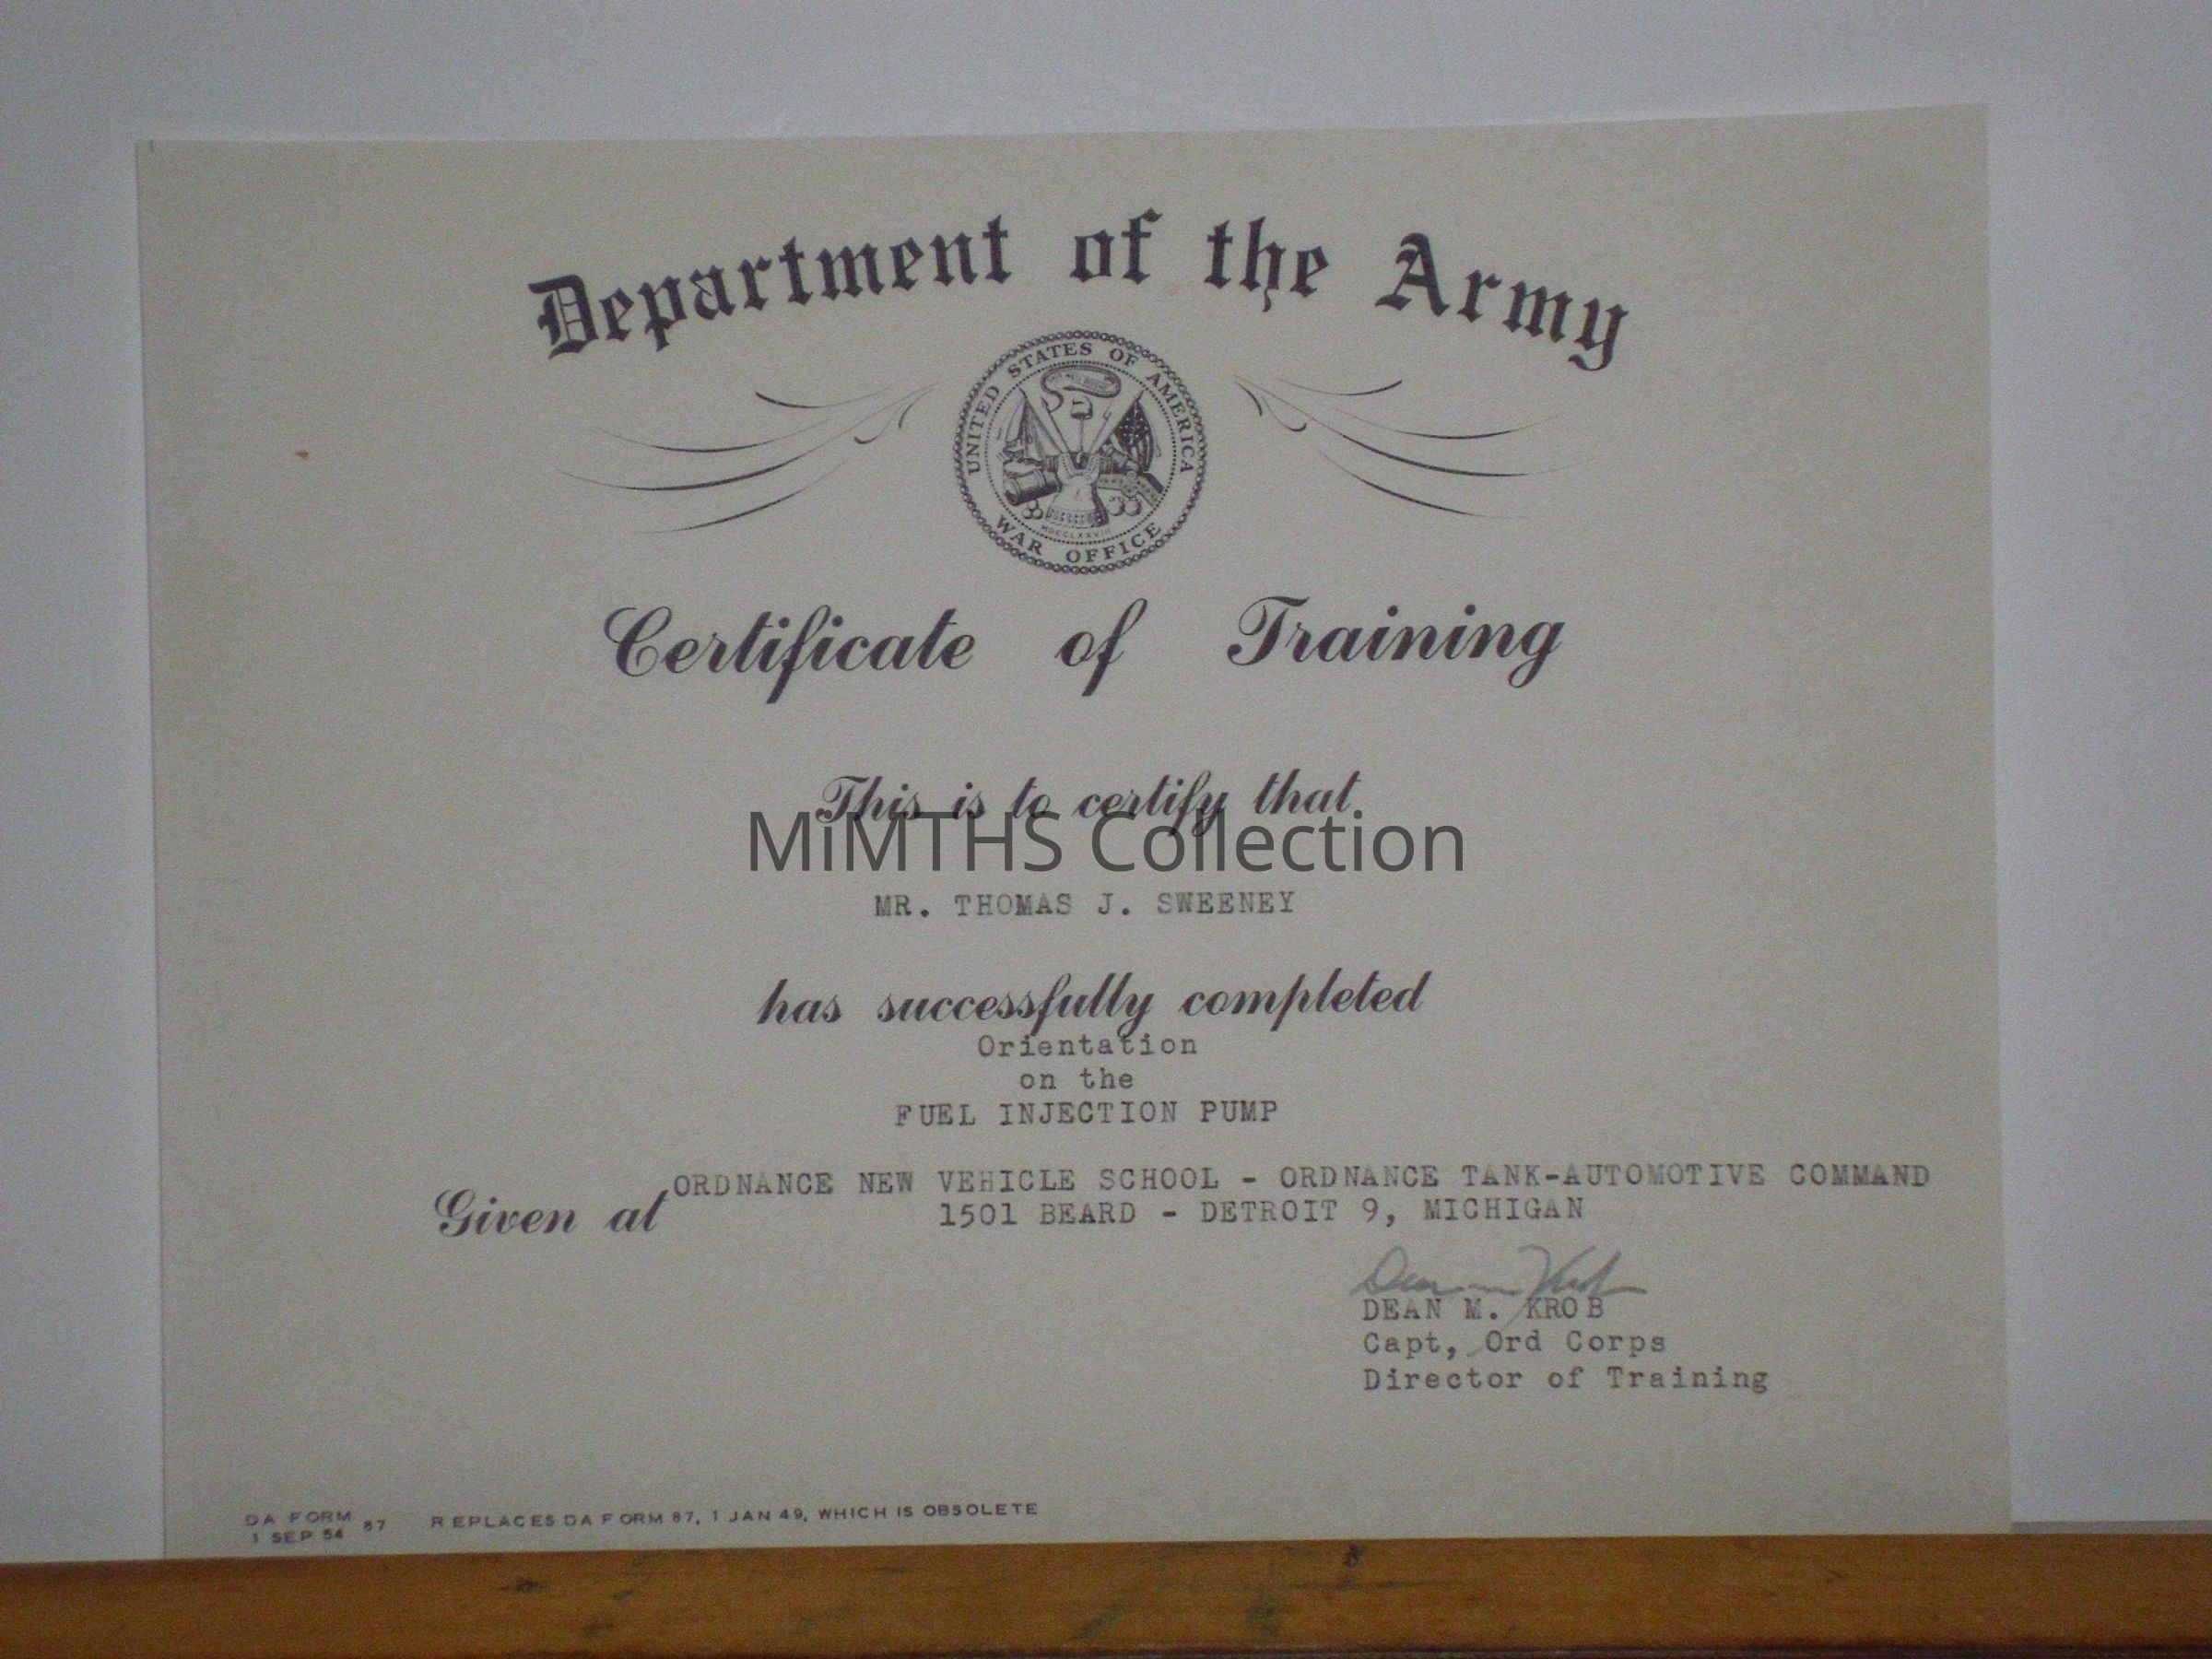 Department of the Army
UNITED STATES OF AMERICA
WAR OFFICE
Certificate of Training
This is to certify that
MiMTHS Collection
MR. THOMAS J. SWEENEY
has successfully completed
Orientation
on the
FUEL INJECTION PUMP
Given at ORDNANCE NEW VEHICLE SCHOOL - ORDNANCE TANK-AUTOMOTIVE COMMAND
1501 BEARD - DETROIT 9, MICHIGAN
DEAN M. KROB
Capt, Ord Corps
Director of Training
DA FORM 87 REPLACES DA FORM 87, 1 JAN 49, WHICH IS OBSOLETE
1 SEP 54